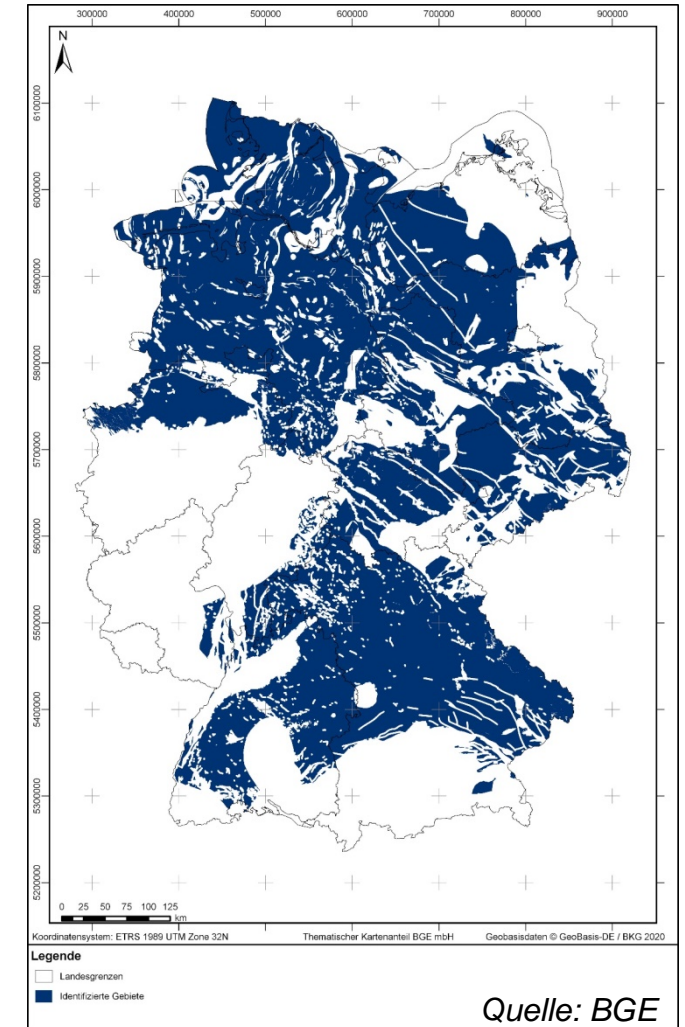 300000 400000 500000 600000 700000 800000 900000
N
6100000
6000000
5900000
5800000
5700000
5600000
5500000
5400000
5300000
5200000
0 25 50 75 100 125
km
Koordinatensystem: ETRS 1989 UTM Zone 32N Thematischer Kartenanteil BGE mbH Geobasisdaten © GeoBasis-DE / BKG 2020
Legende
Landesgrenzen
Identifizierte Gebiete
Quelle: BGE